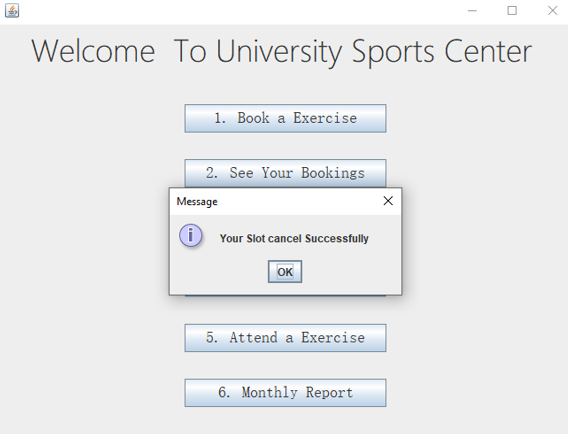 Welcome To University Sports Center
1. Book a Exercise
2. See Your Bookings
Message
Your Slot cancel Successfully
OK
5. Attend a Exercise
6. Monthly Report